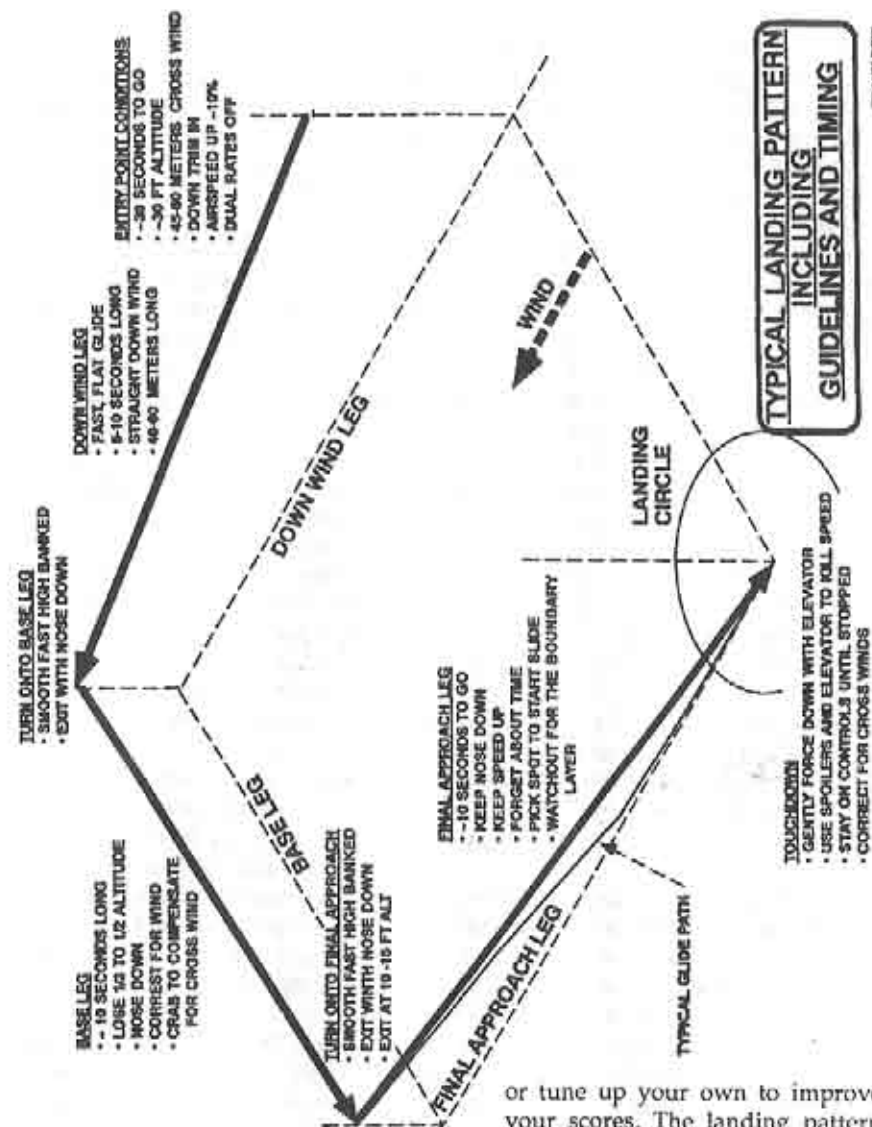 TYPICAL LANDING PATTERN
INCLUDING
GUIDELINES AND TIMING
ENTRY POINT CONDITIONS
• ~30 SECONDS TO GO
• ~30 FT ALTITUDE
• 45-60 METERS CROSS WIND
• DOWN TRIM IN
• AIRSPEED UP ~10%
• DUAL RATES OFF
DOWN WIND LEG
• FAST, FLAT GLIDE
• 5-10 SECONDS LONG
• STRAIGHT DOWN WIND
• 40-60 METERS LONG
TURN ONTO BASE LEG
• SMOOTH FAST HIGH BANKED
• EXIT WITH NOSE DOWN
BASE LEG
• ~ 10 SECONDS LONG
• LOSE 1/3 TO 1/2 ALTITUDE
• NOSE DOWN
• CORREST FOR WIND
• CRAB TO COMPENSATE
FOR CROSS WIND
TURN ONTO FINAL APPROACH
• SMOOTH FAST HIGH BANKED
• EXIT WINTH NOSE DOWN
• EXIT AT 10-15 FT ALT
FINAL APPROACH LEG
• ~10 SECONDS TO GO
• KEEP NOSE DOWN
• KEEP SPEED UP
• FORGET ABOUT TIME
• PICK SPOT TO START SLIDE
• WATCHOUT FOR THE BOUNDARY
LAYER
TOUCHDOWN
• GENTLY FORCE DOWN WITH ELEVATOR
• USE SPOILERS AND ELEVATOR TO KILL SPEED
• STAY ON CONTROLS UNTIL STOPPED
• CORRECT FOR CROSS WINDS
DOWN WIND LEG
WIND
BASE LEG
LANDING
CIRCLE
FINAL APPROACH LEG
TYPICAL GLIDE PATH
or tune up your own to improve
your scores. The landing pattern